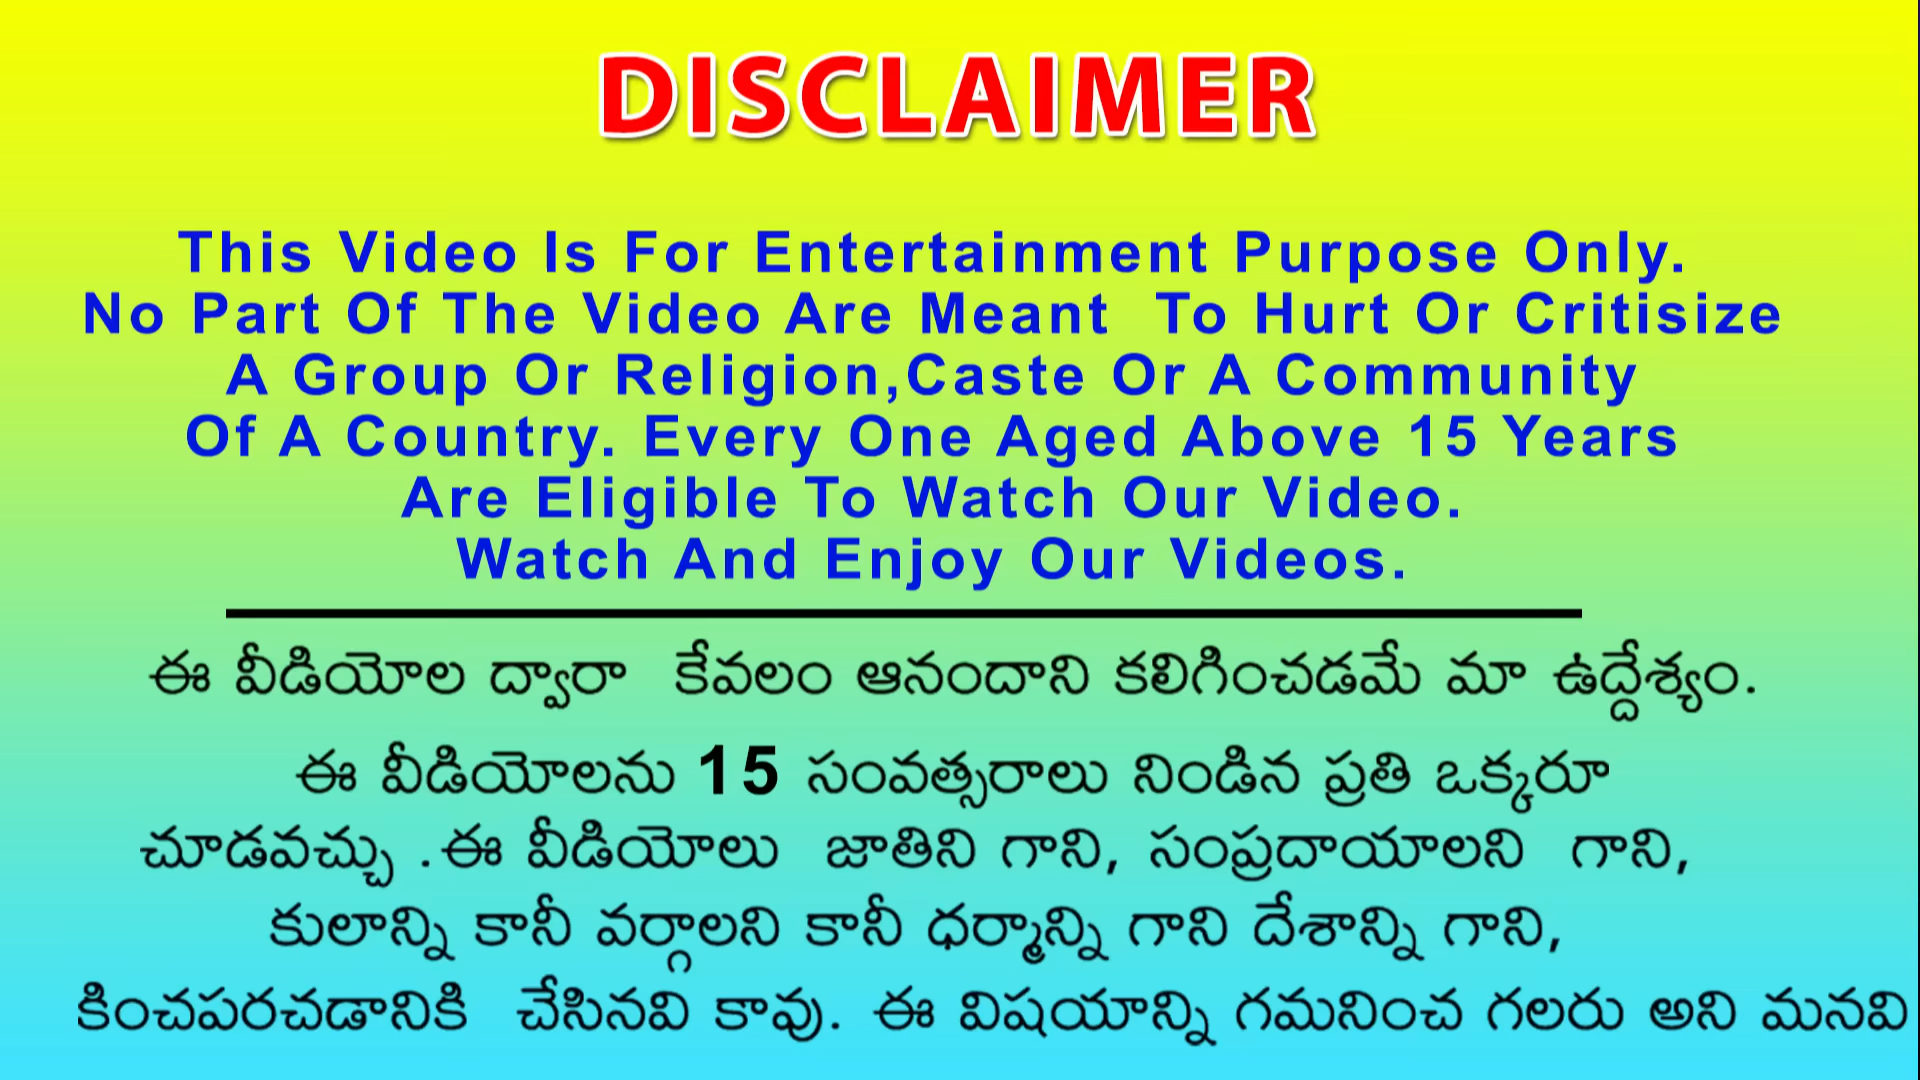 DISCLAIMER
This Video Is For Entertainment Purpose Only.
No Part Of The Video Are Meant To Hurt Or Critisize
A Group Or Religion,Caste Or A Community
Of A Country. Every One Aged Above 15 Years
Are Eligible To Watch Our Video.
Watch And Enjoy Our Videos.
ఈ వీడియోల ద్వారా కేవలం ఆనందాని కలిగించడమే మా ఉద్దేశ్యం.
ఈ వీడియోలను 15 సంవత్సరాలు నిండిన ప్రతి ఒక్కరూ
చూడవచ్చు .ఈ వీడియోలు జాతిని గాని, సంప్రదాయాలని గాని,
కులాన్ని కానీ వర్గాలని కానీ ధర్మాన్ని గాని దేశాన్ని గాని,
కించపరచడానికి చేసినవి కావు. ఈ విషయాన్ని గమనించ గలరు అని మనవి